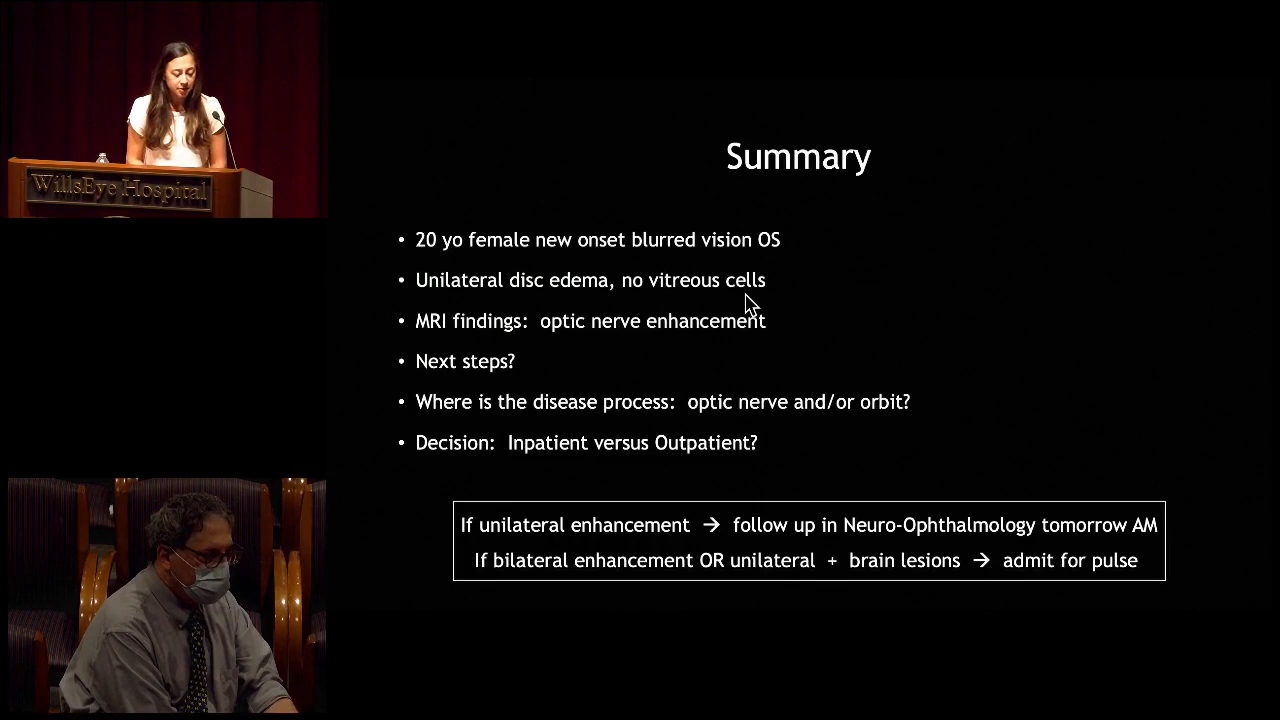 WillsEye Hospital
Summary
• 20 yo female new onset blurred vision OS
• Unilateral disc edema, no vitreous cells
• MRI findings:  optic nerve enhancement
• Next steps?
• Where is the disease process:  optic nerve and/or orbit?
• Decision:  Inpatient versus Outpatient?
If unilateral enhancement → follow up in Neuro-Ophthalmology tomorrow AM
If bilateral enhancement OR unilateral + brain lesions → admit for pulse